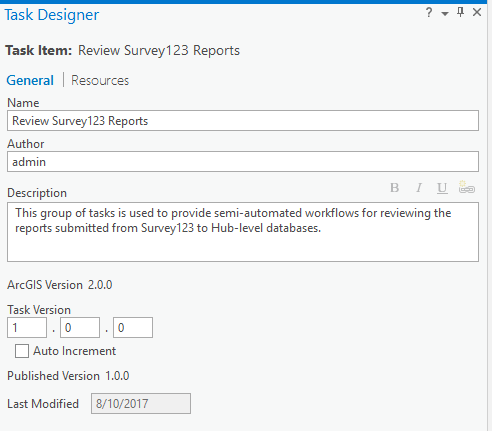 Task Designer ?
Task Item: Review Survey123 Reports
General | Resources
Name
Review Survey123 Reports
Author
admin
Description B I U
This group of tasks is used to provide semi-automated workflows for reviewing the
reports submitted from Survey123 to Hub-level databases.
ArcGIS Version 2.0.0
Task Version
1 . 0 . 0
Auto Increment
Published Version 1.0.0
Last Modified 8/10/2017